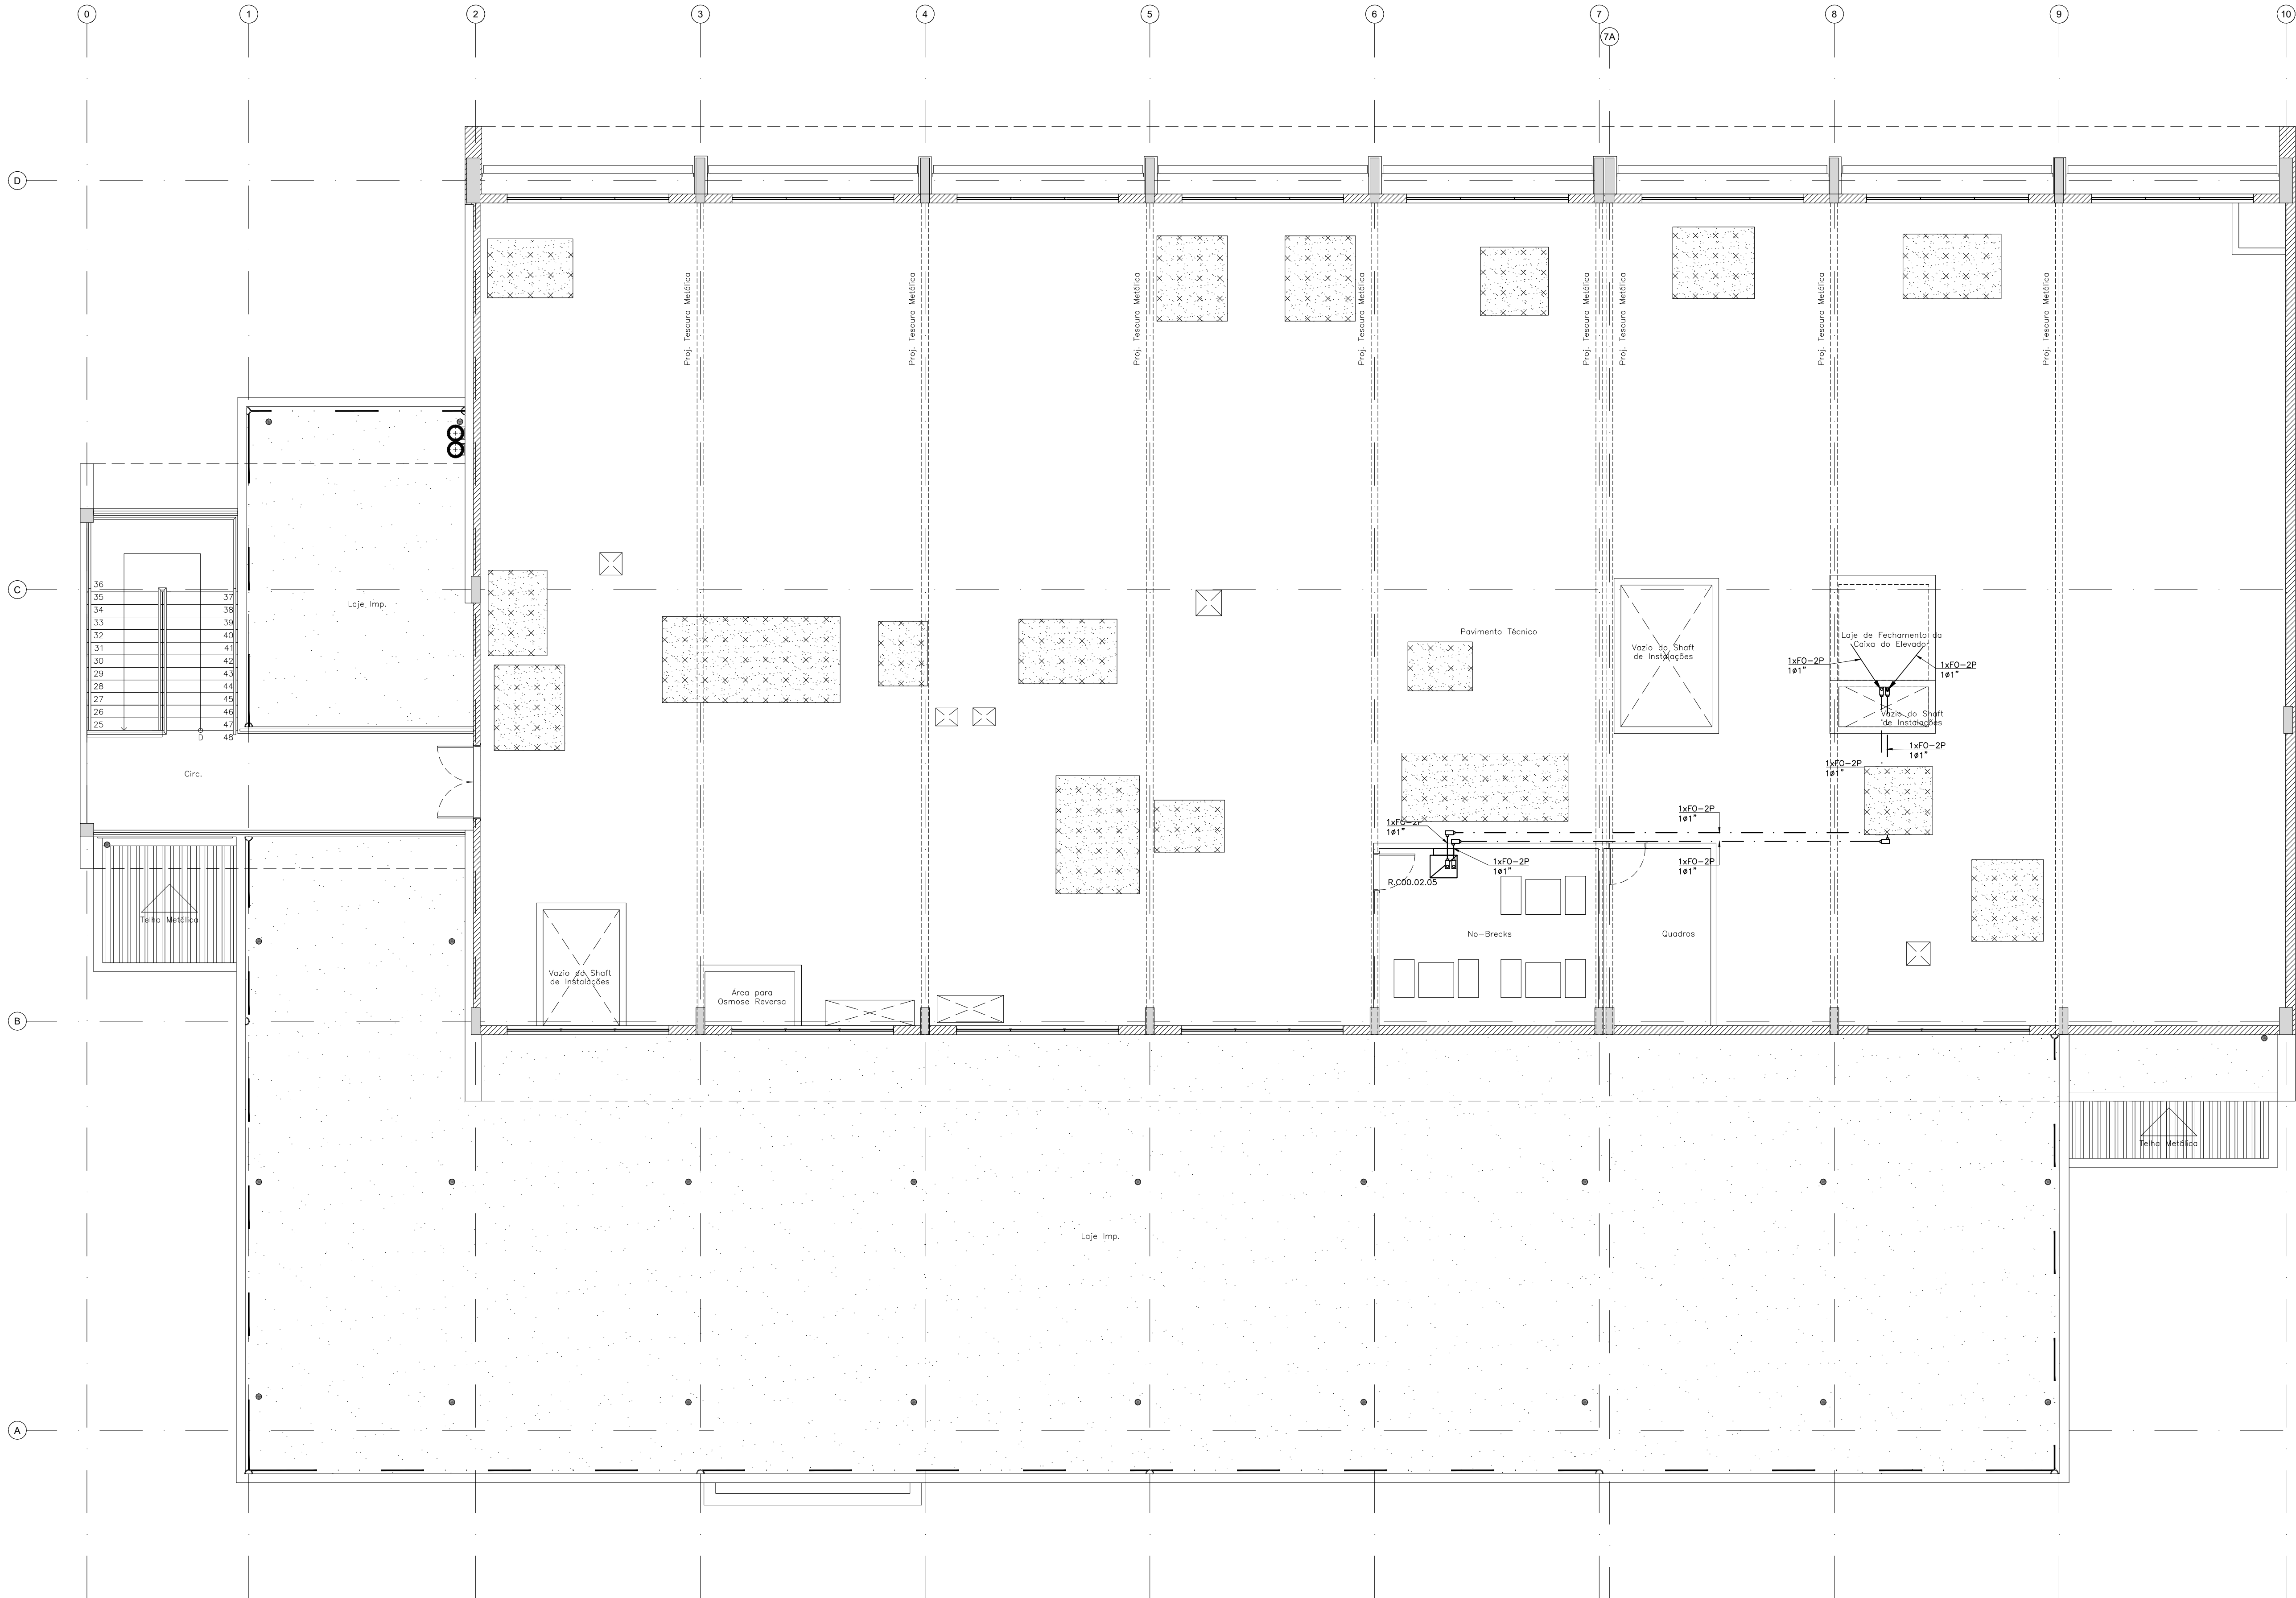 0
1
2
3
4
5
6
7
8
9
10
7A
D
Proj. Tesoura Metálica
Proj. Tesoura Metálica
Proj. Tesoura Metálica
Proj. Tesoura Metálica
Proj. Tesoura Metálica
Proj. Tesoura Metálica
Proj. Tesoura Metálica
Proj. Tesoura Metálica
C
36
35
34
33
32
31
30
29
28
27
26
25
37
38
39
40
41
42
43
44
45
46
47
48
D
Laje Imp.
Pavimento Técnico
Vazio do Shaft
de Instalações
Laje de Fechamento da
Caixa do Elevador
1xFO-2P
1ø1"
1xFO-2P
1ø1"
Vazio do Shaft
de Instalações
1xFO-2P
1ø1"
1xFO-2P
1ø1"
Circ.
1xFO-2P
1ø1"
1xFO-2P
1ø1"
1xFO-2P
1ø1"
1xFO-2P
1ø1"
R.C00.02.05
Telha Metálica
No-Breaks
Quadros
Vazio do Shaft
de Instalações
Área para
Osmose Reversa
B
Telha Metálica
Laje Imp.
A